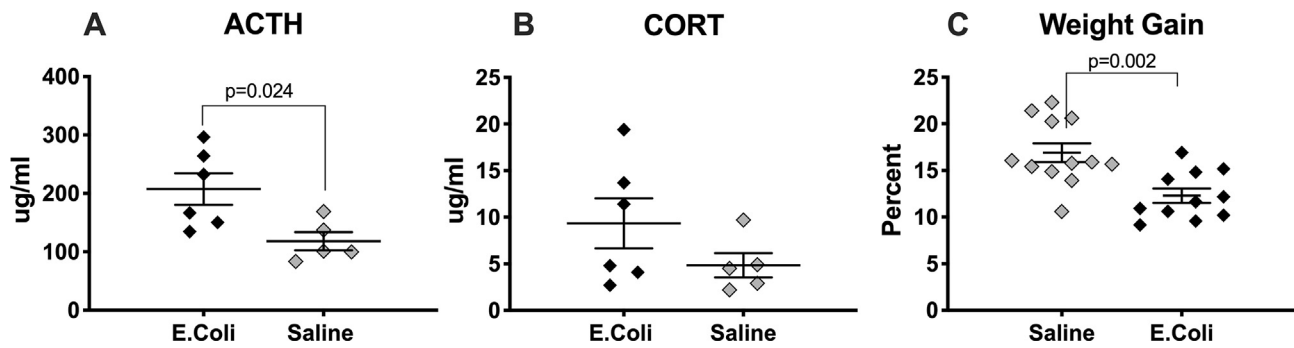 A
ACTH
ug/ml
400
300
200
100
0
p=0.024
E.Coli
Saline
B
CORT
ug/ml
25
20
15
10
5
0
E.Coli
Saline
C
Weight Gain
Percent
25
20
15
10
5
0
p=0.002
Saline
E.Coli